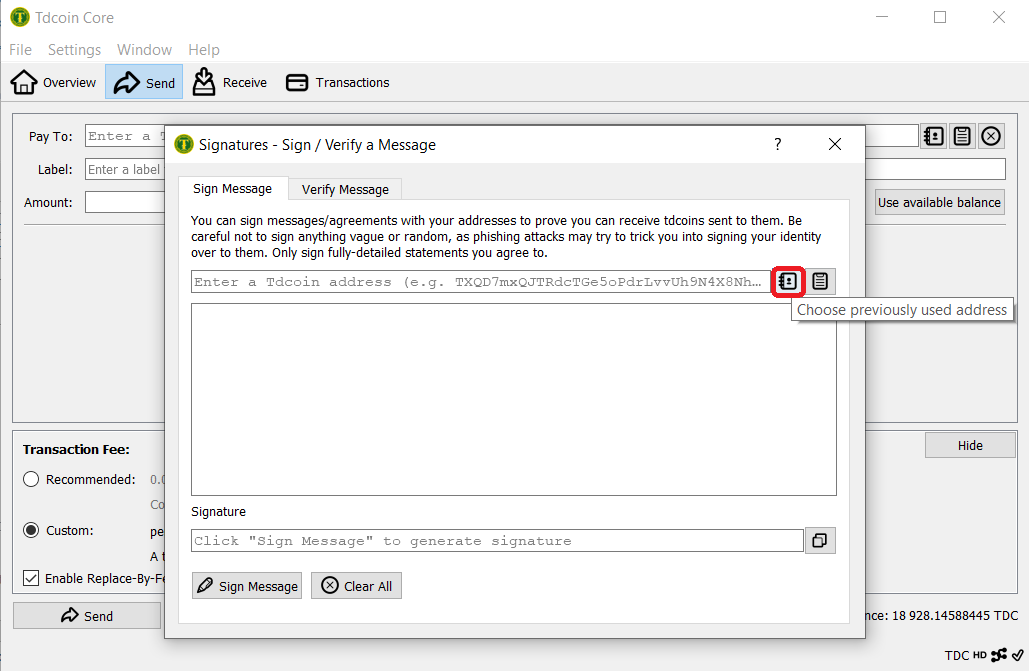 Tdcoin Core
File Settings Window Help
Overview Send Receive Transactions
Pay To: Enter a
Label: Enter a label
Amount: Use available balance
Signatures - Sign / Verify a Message ?
Sign Message Verify Message
You can sign messages/agreements with your addresses to prove you can receive tdcoins sent to them. Be
careful not to sign anything vague or random, as phishing attacks may try to trick you into signing your identity
over to them. Only sign fully-detailed statements you agree to.
Enter a Tdcoin address (e.g. TXQD7mxQJTRdcTGe5oPdrLvvUh9N4X8Nh…
Choose previously used address
Signature
Click "Sign Message" to generate signature
Sign Message Clear All
Transaction Fee: Hide
Recommended: 0.0
Co
Custom: pe
A t
Enable Replace-By-Fe
Send nce: 18 928.14588445 TDC
TDC HD